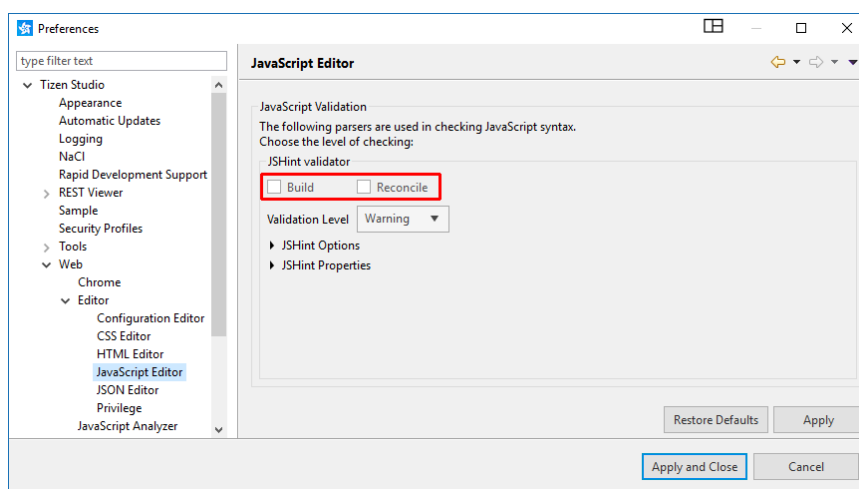 Preferences
type filter text
Tizen Studio
Appearance
Automatic Updates
Logging
NaCl
Rapid Development Support
REST Viewer
Sample
Security Profiles
Tools
Web
Chrome
Editor
Configuration Editor
CSS Editor
HTML Editor
JavaScript Editor
JSON Editor
Privilege
JavaScript Analyzer
JavaScript Editor
JavaScript Validation
The following parsers are used in checking JavaScript syntax.
Choose the level of checking:
JSHint validator
Build Reconcile
Validation Level Warning
JSHint Options
JSHint Properties
Restore Defaults Apply
Apply and Close Cancel